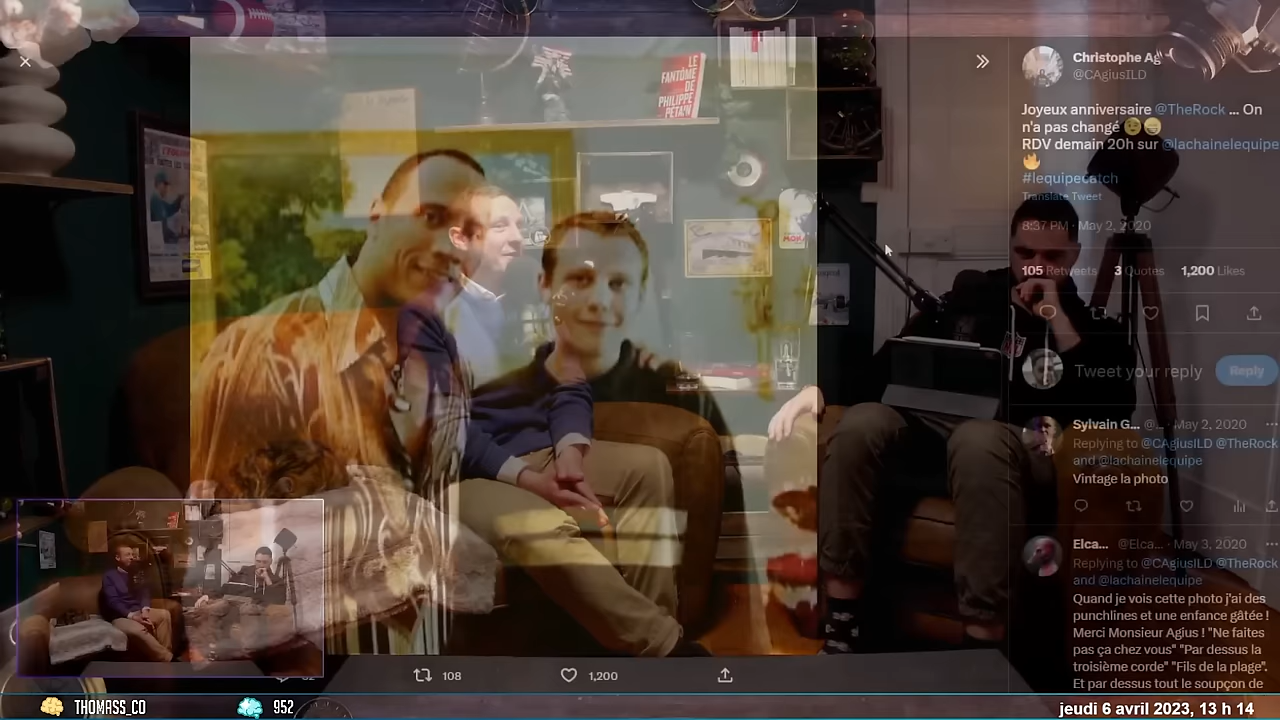 LE
FANTÔME
DE
PHILIPPE
PÉTAIN
Christophe Ag
@CAgiusILD
Joyeux anniversaire @TheRock ... On
n'a pas changé
RDV demain 20h sur @lachainelequipe
#lequipecatch
Translate Tweet
8:37 PM · May 2, 2020
105 Retweets 3 Quotes 1,200 Likes
Tweet your reply
Reply
Sylvain G... @... · May 2, 2020
Replying to @CAgiusILD @TheRock
and @lachainelequipe
Vintage la photo
Elca... @Elca... · May 3, 2020
Replying to @CAgiusILD @TheRock
and @lachainelequipe
Quand je vois cette photo j'ai des
punchlines et une enfance gâtée !
Merci Monsieur Agius ! "Ne faites
pas ça chez vous" "Par dessus la
troisième corde" "Fils de la plage".
Et par dessus tout le soupçon de
108
1,200
THOMASS_CO
952
jeudi 6 avril 2023, 13 h 14